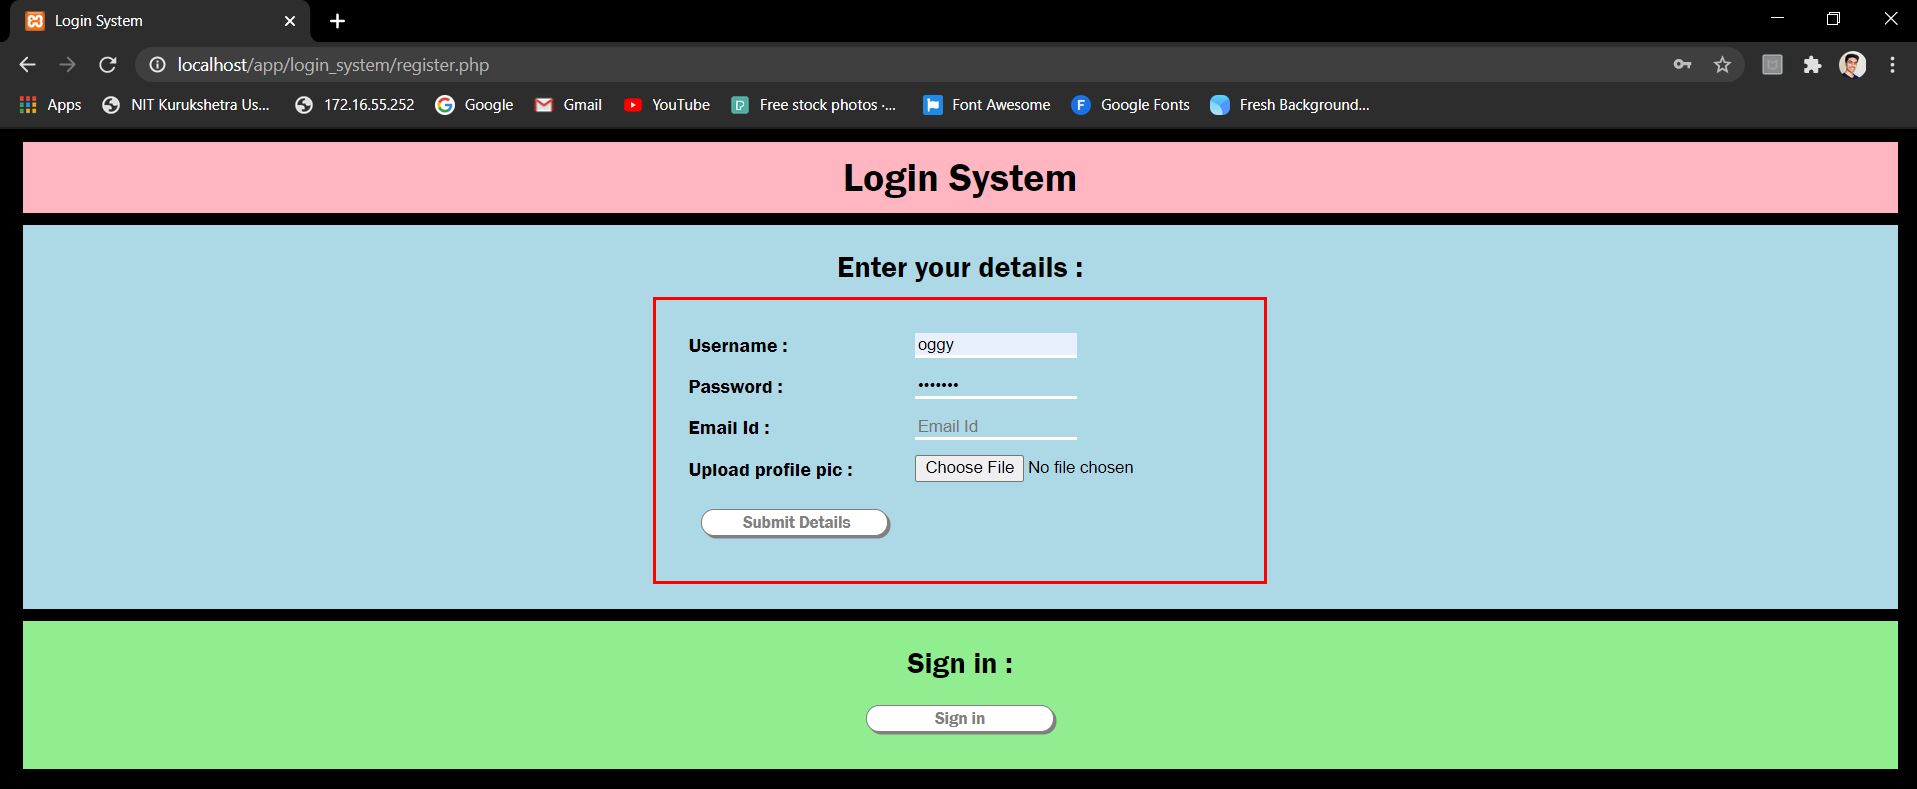 Login System
localhost/app/login_system/register.php
Apps NIT Kurukshetra Us... 172.16.55.252 Google Gmail YouTube Free stock photos ·... Font Awesome Google Fonts Fresh Background...
Login System
Enter your details :
Username : oggy
Password : •••••••
Email Id : Email Id
Upload profile pic : Choose File No file chosen
Submit Details
Sign in :
Sign in